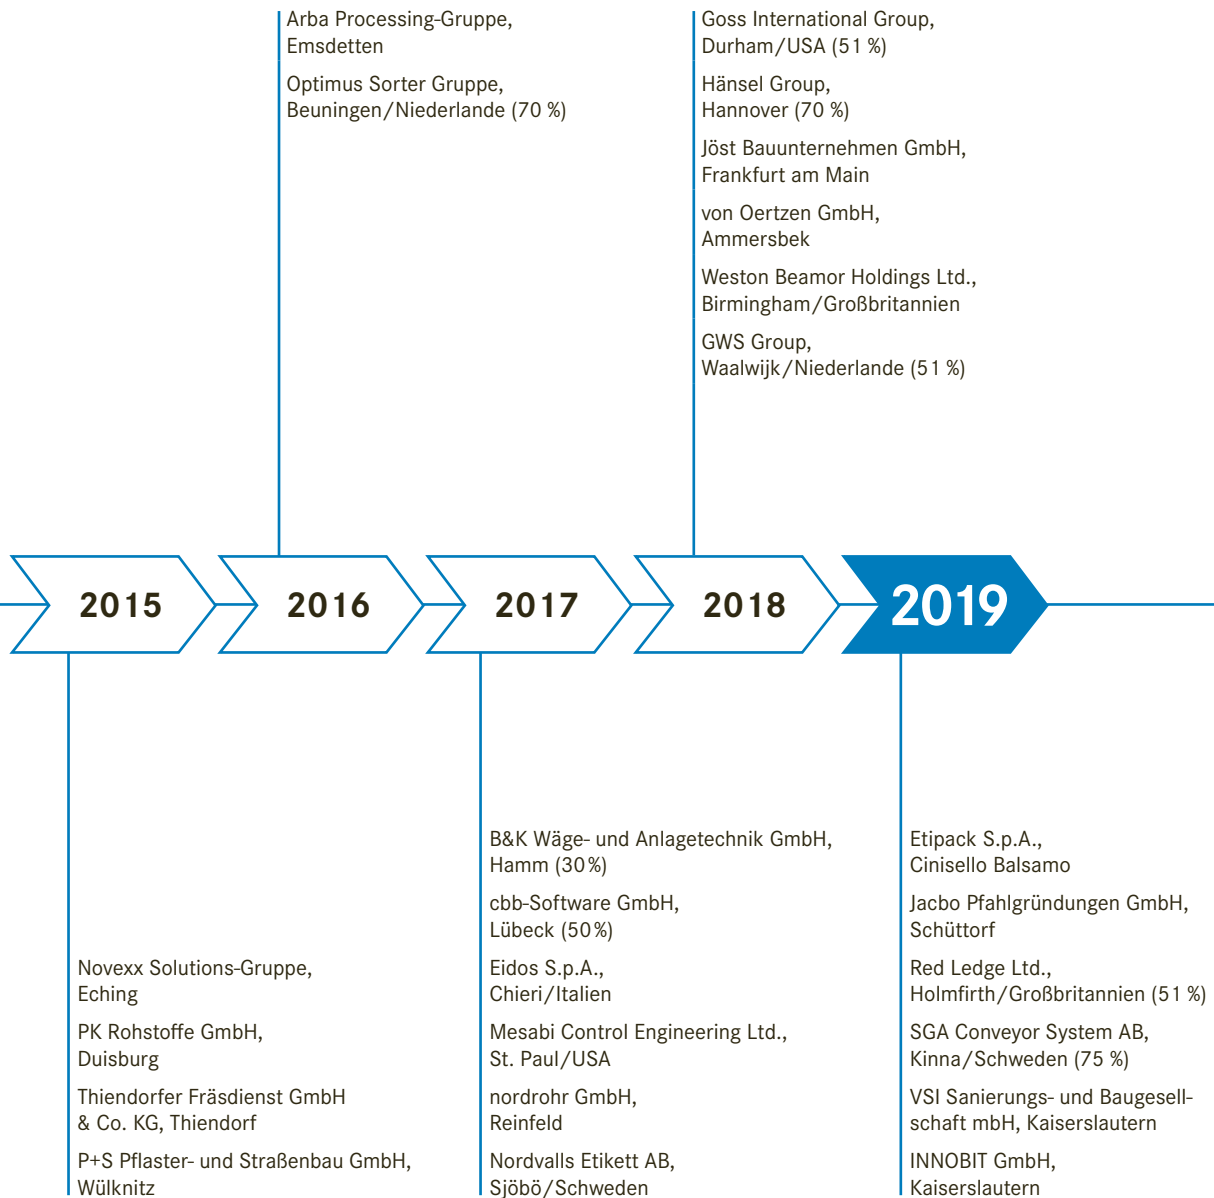 Arba Processing-Gruppe,
Emsdetten
Optimus Sorter Gruppe,
Beuningen/Niederlande (70 %)
Goss International Group,
Durham/USA (51 %)
Hänsel Group,
Hannover (70 %)
Jöst Bauunternehmen GmbH,
Frankfurt am Main
von Oertzen GmbH,
Ammersbek
Weston Beamor Holdings Ltd.,
Birmingham/Großbritannien
GWS Group,
Waalwijk/Niederlande (51 %)
2015
2016
2017
2018
2019
Novexx Solutions-Gruppe,
Eching
PK Rohstoffe GmbH,
Duisburg
Thiendorfer Fräsdienst GmbH
& Co. KG, Thiendorf
P+S Pflaster- und Straßenbau GmbH,
Wülknitz
B&K Wäge- und Anlagetechnik GmbH,
Hamm (30%)
cbb-Software GmbH,
Lübeck (50%)
Eidos S.p.A.,
Chieri/Italien
Mesabi Control Engineering Ltd.,
St. Paul/USA
nordrohr GmbH,
Reinfeld
Nordvalls Etikett AB,
Sjöbö/Schweden
Etipack S.p.A.,
Cinisello Balsamo
Jacbo Pfahlgründungen GmbH,
Schüttorf
Red Ledge Ltd.,
Holmfirth/Großbritannien (51 %)
SGA Conveyor System AB,
Kinna/Schweden (75 %)
VSI Sanierungs- und Baugesell-
schaft mbH, Kaiserslautern
INNOBIT GmbH,
Kaiserslautern